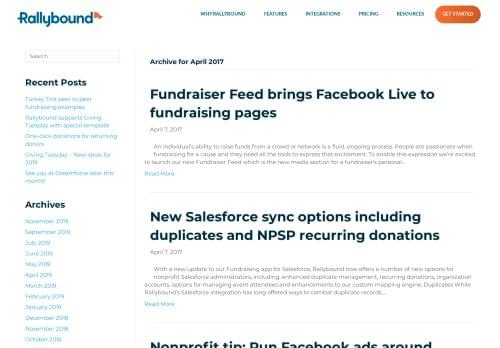 Rallybound
WHY RALLYBOUND
FEATURES
INTEGRATIONS
PRICING
RESOURCES
GET STARTED
Search
Recent Posts
Turkey Trot peer to peer
fundraising examples
Rallybound supports Giving
Tuesday with special template
One-click donations for returning
donors
Giving Tuesday – New ideas for
2019
See you at Dreamforce later this
month!
Archives
November 2019
September 2019
July 2019
June 2019
May 2019
April 2019
March 2019
February 2019
January 2019
December 2018
November 2018
October 2018
Archive for April 2017
Fundraiser Feed brings Facebook Live to
fundraising pages
April 7, 2017
An individual's ability to raise funds from a crowd or network is a fluid, ongoing process. People are passionate when
fundraising for a cause and they need all the tools to express that excitement. To enable this expression we're excited
to launch our new Fundraiser Feed which is the new media section for a fundraiser's personal...
Read More
New Salesforce sync options including
duplicates and NPSP recurring donations
April 7, 2017
With a new update to our Fundraising app for Salesforce, Rallybound now offers a number of new options for
nonprofit Salesforce administrators, including: enhanced duplicate management, recurring donations, organization
accounts, options for managing event attendees and enhancements to our custom mapping engine. Duplicates While
Rallybound's Salesforce integration has long offered ways to combat duplicate records....
Read More
Nonprofit tip: Run Facebook ads around